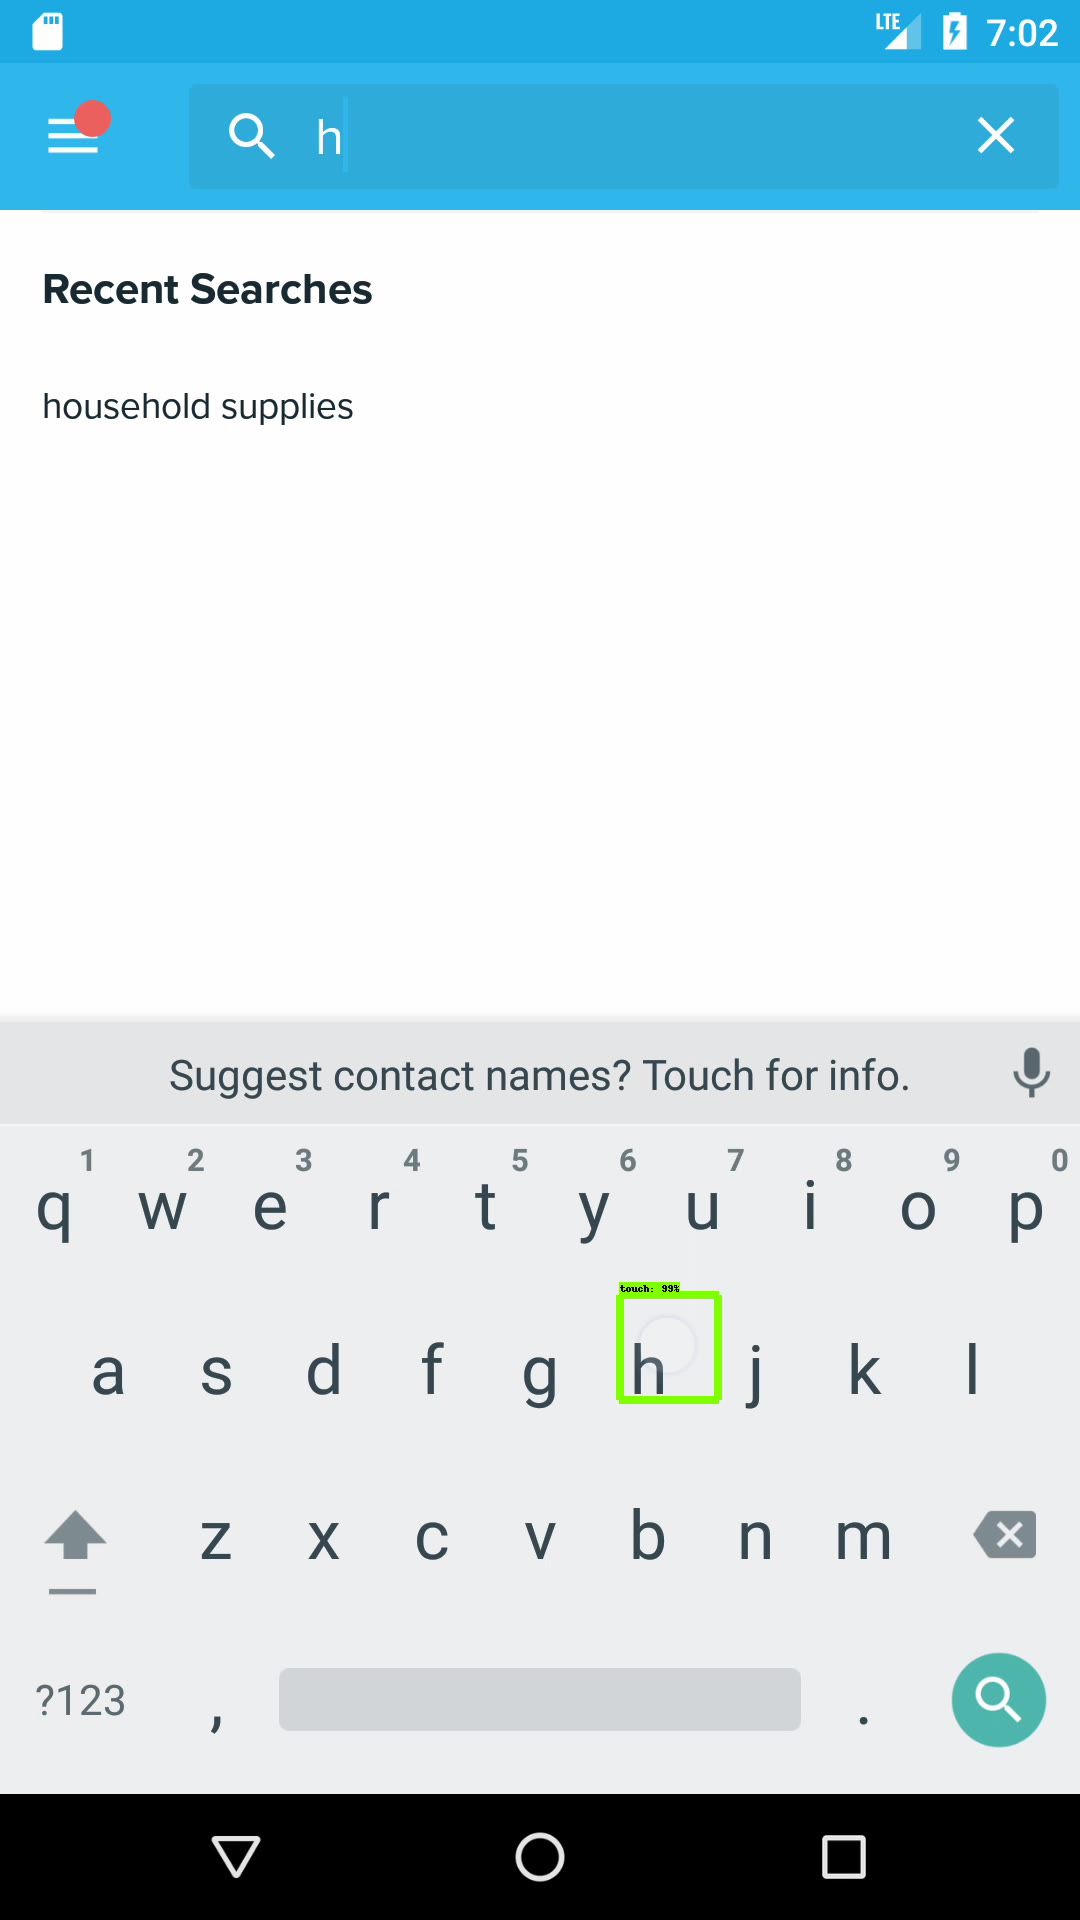 LTE 7:02
h
Recent Searches
household supplies
Suggest contact names? Touch for info.
1 2 3 4 5 6 7 8 9 0
q w e r t y u i o p
touch: 99%
a s d f g h j k l
z x c v b n m
?123 , .